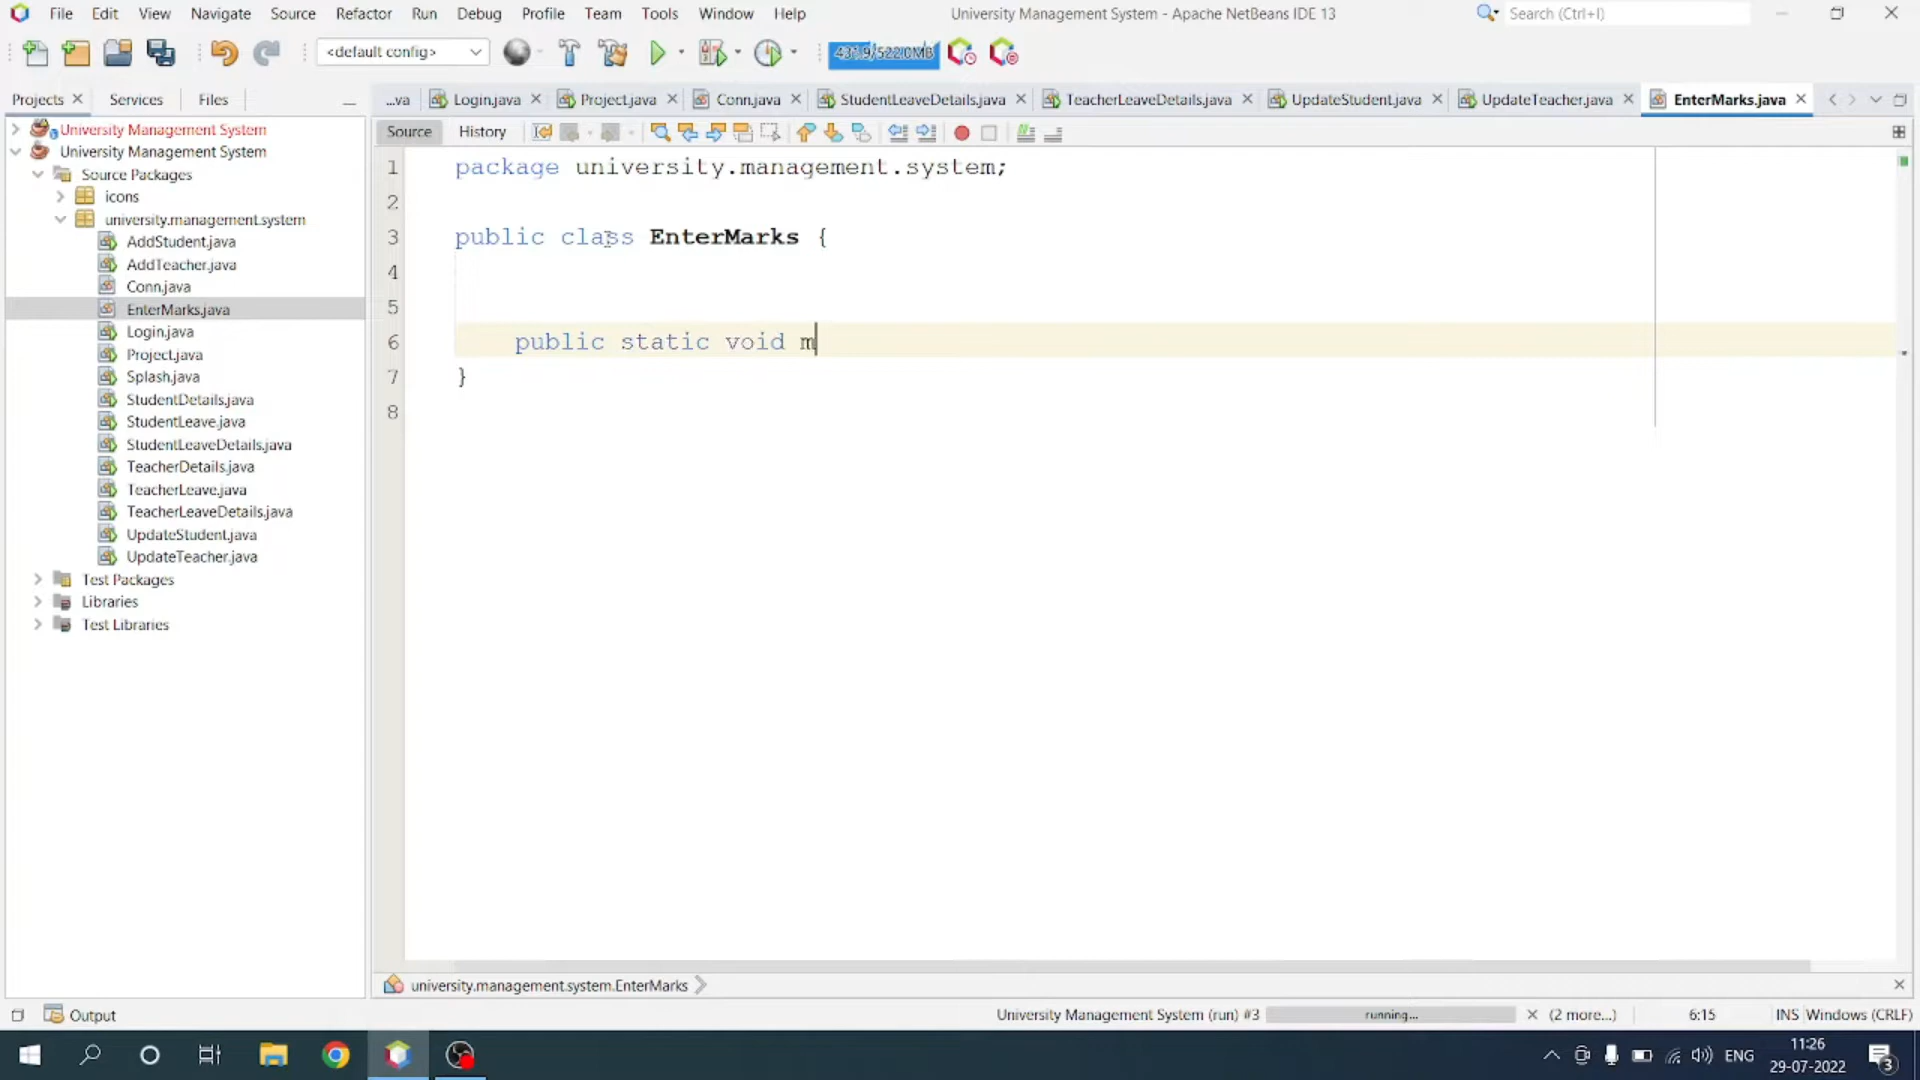 File Edit View Navigate Source Refactor Run Debug Profile Team Tools Window Help
University Management System - Apache NetBeans IDE 13
Search (Ctrl+I)
<default config>
431.9/522.0MB
Projects Services Files
...va Login.java Project.java Conn.java StudentLeaveDetails.java TeacherLeaveDetails.java UpdateStudent.java UpdateTeacher.java EnterMarks.java
Source History
University Management System
University Management System
Source Packages
icons
university.management.system
AddStudent.java
AddTeacher.java
Conn.java
EnterMarks.java
Login.java
Project.java
Splash.java
StudentDetails.java
StudentLeave.java
StudentLeaveDetails.java
TeacherDetails.java
TeacherLeave.java
TeacherLeaveDetails.java
UpdateStudent.java
UpdateTeacher.java
Test Packages
Libraries
Test Libraries
1 package university.management.system;
2
3 public class EnterMarks {
4
5
6 public static void m
7 }
8
university.management.system.EnterMarks
Output
University Management System (run) #3 running... (2 more...) 6:15 INS Windows (CRLF)
ENG
11:26
29-07-2022
3